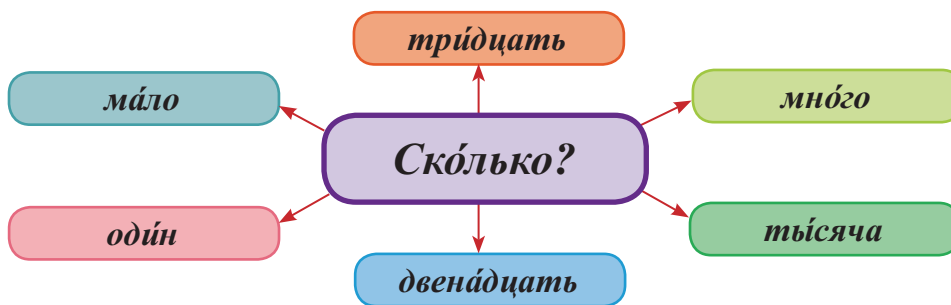 три́дцать
ма́ло
мно́го
Ско́лько?
оди́н
ты́сяча
двена́дцать